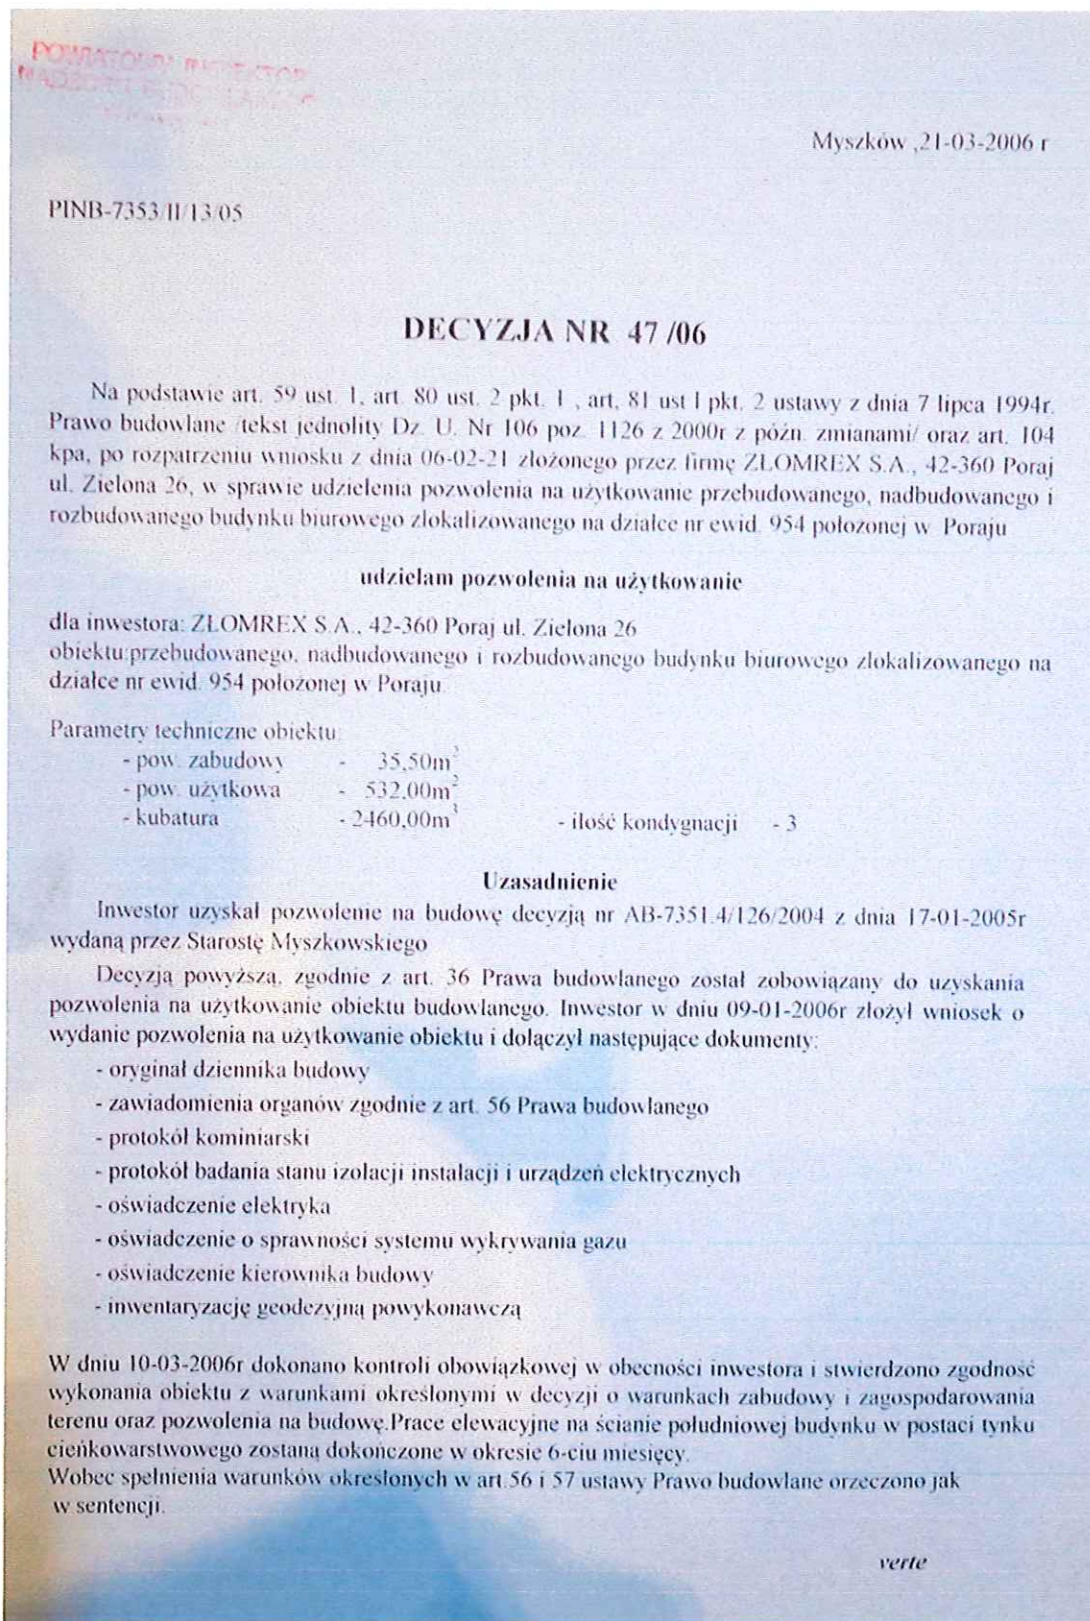 POWIATOWY INSPEKTOR
NADZORU BUDOWLANEGO
Myszków ,21-03-2006 r
PINB-7353/II/13/05
DECYZJA NR 47 /06
Na podstawie art. 59 ust. 1, art. 80 ust. 2 pkt. 1 , art, 81 ust 1 pkt. 2 ustawy z dnia 7 lipca 1994r.
Prawo budowlane /tekst jednolity Dz. U. Nr 106 poz. 1126 z 2000r z późn. zmianami/ oraz art. 104
kpa, po rozpatrzeniu wniosku z dnia 06-02-21 złożonego przez firmę ZŁOMREX S.A., 42-360 Poraj
ul. Zielona 26, w sprawie udzielenia pozwolenia na użytkowanie przebudowanego, nadbudowanego i
rozbudowanego budynku biurowego zlokalizowanego na działce nr ewid. 954 położonej w Poraju
udzielam pozwolenia na użytkowanie
dla inwestora: ZŁOMREX S.A., 42-360 Poraj ul. Zielona 26
obiektu:przebudowanego, nadbudowanego i rozbudowanego budynku biurowego zlokalizowanego na
działce nr ewid. 954 położonej w Poraju.
Parametry techniczne obiektu:
- pow. zabudowy - 35,50m²
- pow. użytkowa - 532,00m²
- kubatura - 2460,00m³ - ilość kondygnacji - 3
Uzasadnienie
Inwestor uzyskał pozwolenie na budowę decyzją nr AB-7351.4/126/2004 z dnia 17-01-2005r
wydaną przez Starostę Myszkowskiego
Decyzją powyższą, zgodnie z art. 36 Prawa budowlanego został zobowiązany do uzyskania
pozwolenia na użytkowanie obiektu budowlanego. Inwestor w dniu 09-01-2006r złożył wniosek o
wydanie pozwolenia na użytkowanie obiektu i dołączył następujące dokumenty:
- oryginał dziennika budowy
- zawiadomienia organów zgodnie z art. 56 Prawa budowlanego
- protokół kominiarski
- protokół badania stanu izolacji instalacji i urządzeń elektrycznych
- oświadczenie elektryka
- oświadczenie o sprawności systemu wykrywania gazu
- oświadczenie kierownika budowy
- inwentaryzację geodezyjną powykonawczą
W dniu 10-03-2006r dokonano kontroli obowiązkowej w obecności inwestora i stwierdzono zgodność
wykonania obiektu z warunkami określonymi w decyzji o warunkach zabudowy i zagospodarowania
terenu oraz pozwolenia na budowę.Prace elewacyjne na ścianie południowej budynku w postaci tynku
cieńkowarstwowego zostaną dokończone w okresie 6-ciu miesięcy.
Wobec spełnienia warunków określonych w art.56 i 57 ustawy Prawo budowlane orzeczono jak
w sentencji.
verte